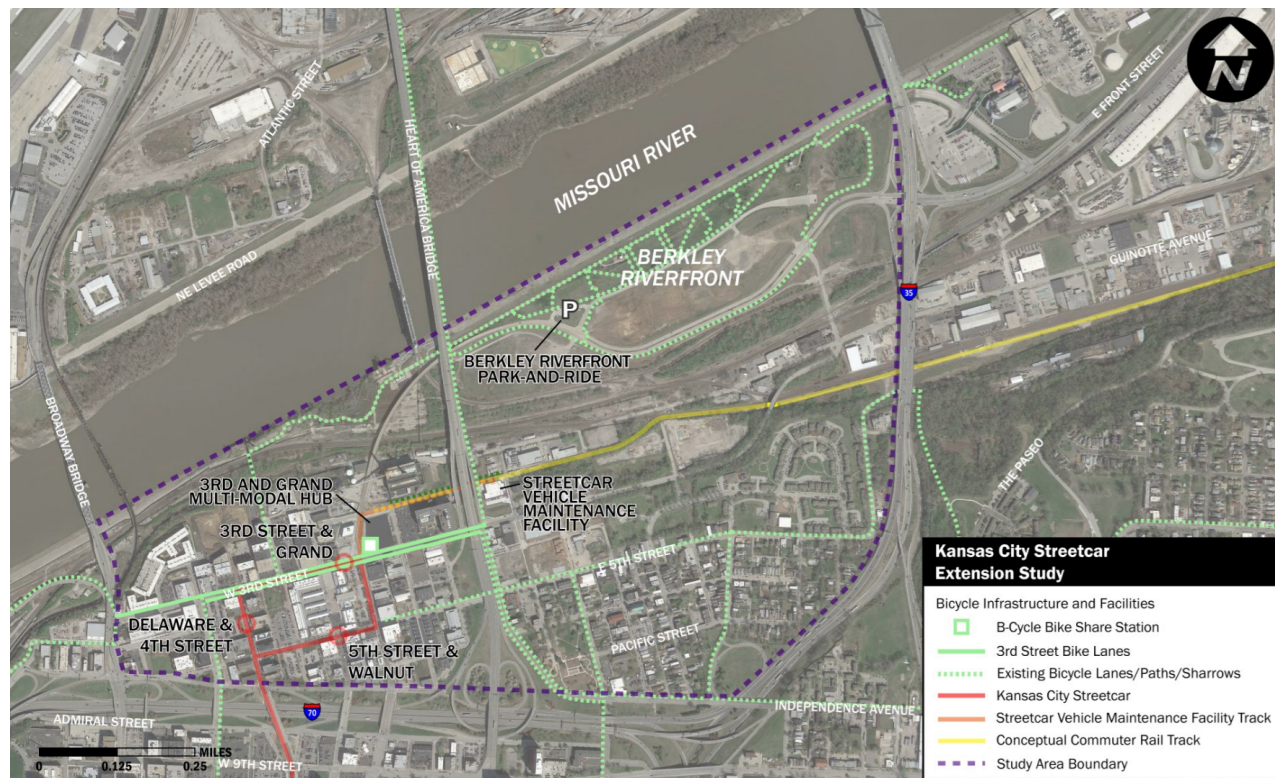 N
ATLANTIC STREET
HEART OF AMERICA BRIDGE
E FRONT STREET
MISSOURI RIVER
NE LEVEE ROAD
BERKLEY
RIVERFRONT
GUINOTTE AVENUE
35
P
BERKLEY RIVERFRONT
PARK-AND-RIDE
BROADWAY BRIDGE
THE PASEO
3RD AND GRAND
MULTI-MODAL HUB
STREETCAR
VEHICLE
MAINTENANCE
FACILITY
3RD STREET &
GRAND
W 3RD STREET
E 5TH STREET
DELAWARE &
4TH STREET
5TH STREET &
WALNUT
PACIFIC STREET
INDEPENDENCE AVENUE
ADMIRAL STREET
70
W 9TH STREET
MILES
0 0.125 0.25
Kansas City Streetcar
Extension Study
Bicycle Infrastructure and Facilities
B-Cycle Bike Share Station
3rd Street Bike Lanes
Existing Bicycle Lanes/Paths/Sharrows
Kansas City Streetcar
Streetcar Vehicle Maintenance Facility Track
Conceptual Commuter Rail Track
Study Area Boundary